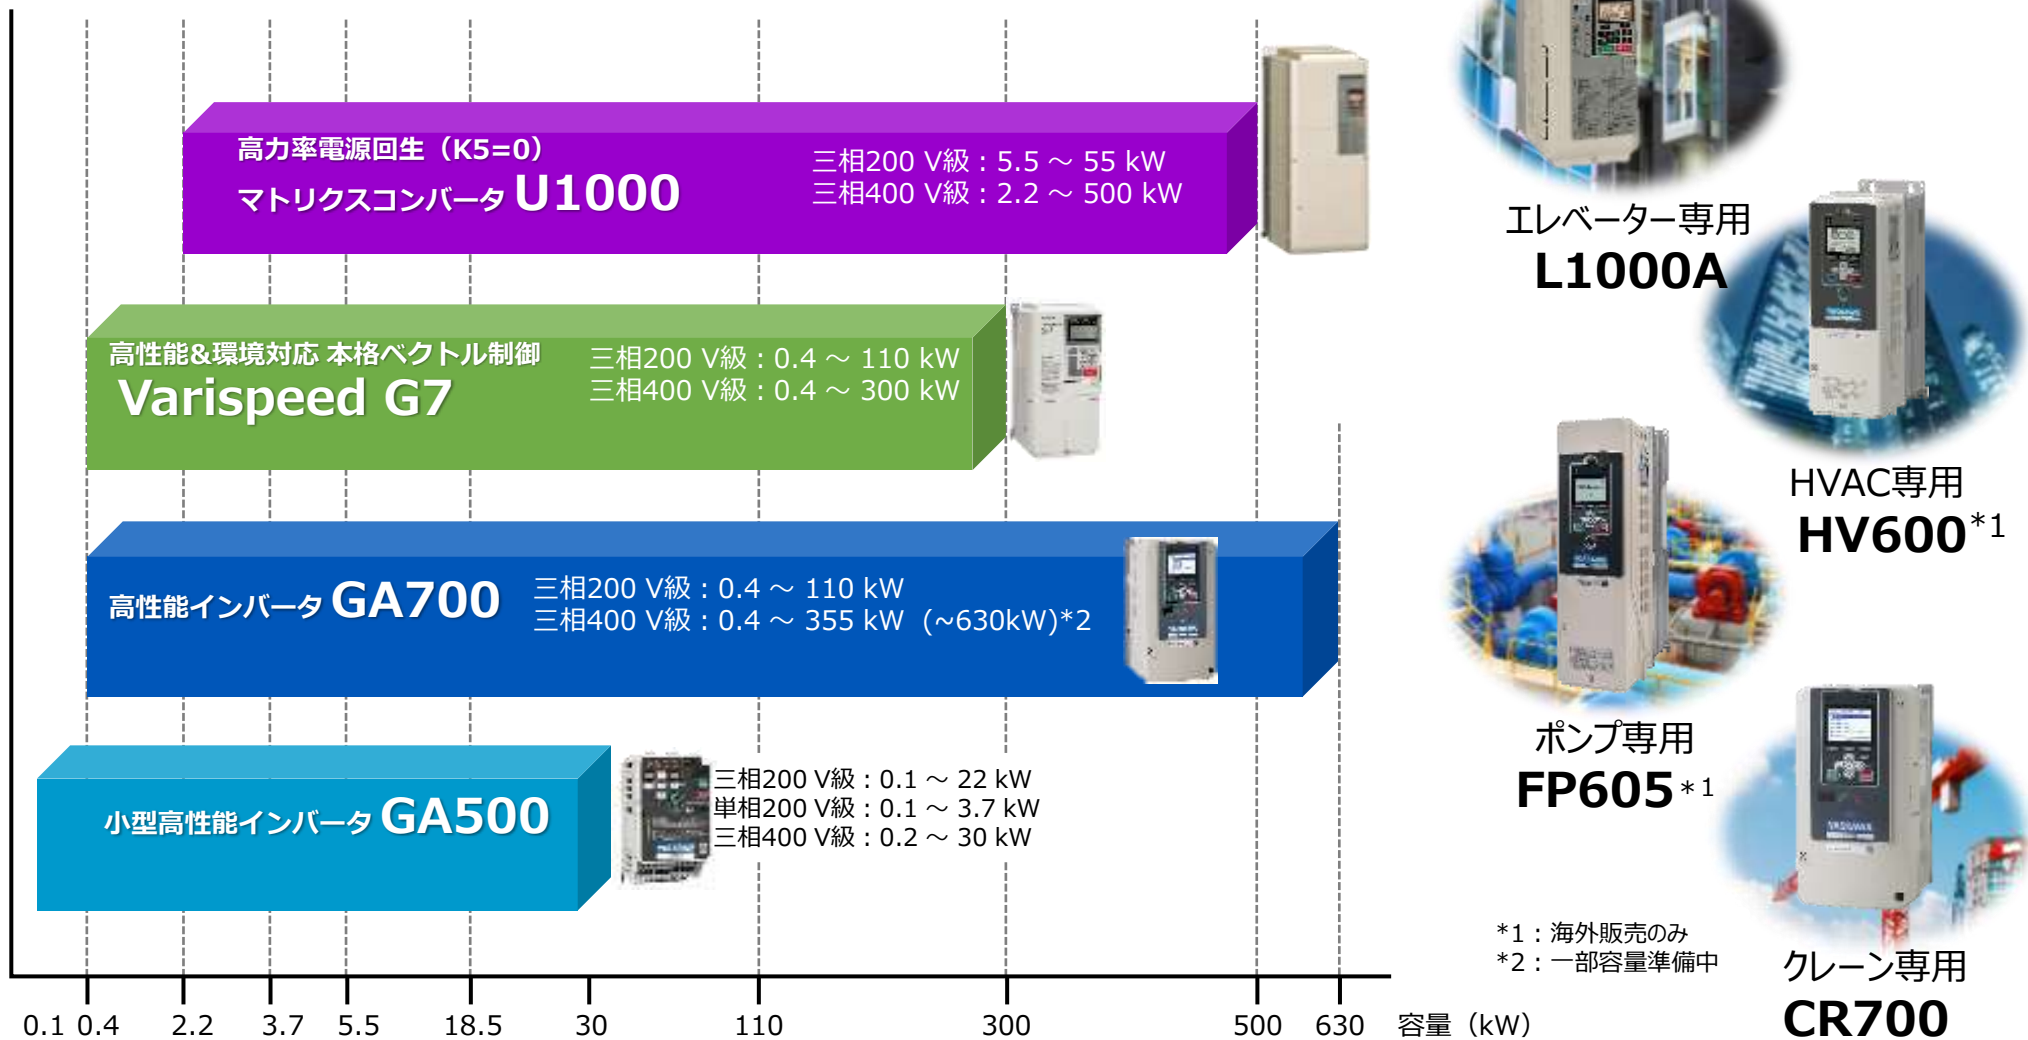 高力率電源回生（K5=0）
マトリクスコンバータ U1000
三相200 V級：5.5 ～ 55 kW
三相400 V級：2.2 ～ 500 kW
高性能&環境対応 本格ベクトル制御
Varispeed G7
三相200 V級：0.4 ～ 110 kW
三相400 V級：0.4 ～ 300 kW
高性能インバータ GA700
三相200 V級：0.4 ～ 110 kW
三相400 V級：0.4 ～ 355 kW (~630kW)*2
小型高性能インバータ GA500
三相200 V級：0.1 ～ 22 kW
単相200 V級：0.1 ～ 3.7 kW
三相400 V級：0.2 ～ 30 kW
0.1 0.4 2.2 3.7 5.5 18.5 30 110 300 500 630 容量（kW）
エレベーター専用
L1000A
HVAC専用
HV600*1
ポンプ専用
FP605*1
クレーン専用
CR700
*1：海外販売のみ
*2：一部容量準備中